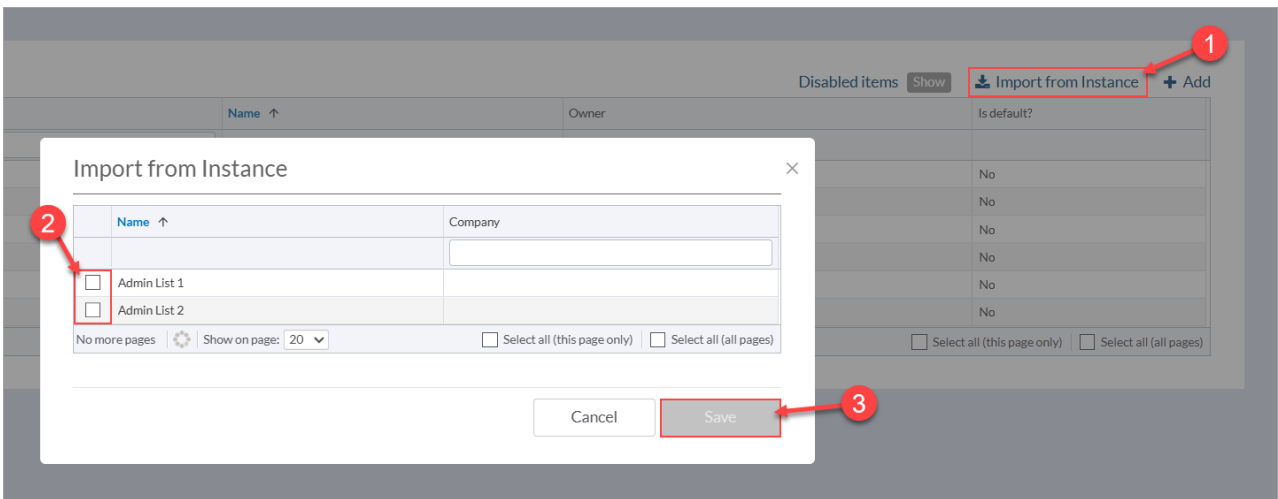 1
Disabled items Show Import from Instance + Add
Name ↑ Owner Is default?
Import from Instance ×
No
No
2 Name ↑ Company
No
No
Admin List 1
No
Admin List 2
No
No more pages Show on page: 20 Select all (this page only) Select all (all pages)
Select all (this page only) Select all (all pages)
Cancel Save 3